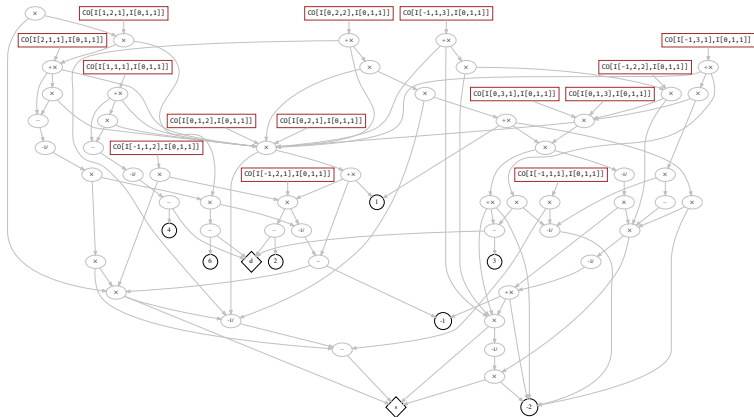 CO[I[1,2,1],I[0,1,1]]
CO[I[0,2,2],I[0,1,1]]
CO[I[-1,1,3],I[0,1,1]]
CO[I[2,1,1],I[0,1,1]]
CO[I[-1,3,1],I[0,1,1]]
CO[I[1,1,1],I[0,1,1]]
CO[I[-1,2,2],I[0,1,1]]
CO[I[0,3,1],I[0,1,1]]
CO[I[0,1,3],I[0,1,1]]
CO[I[0,1,2],I[0,1,1]]
CO[I[0,2,1],I[0,1,1]]
CO[I[-1,1,2],I[0,1,1]]
CO[I[-1,2,1],I[0,1,1]]
CO[I[-1,1,1],I[0,1,1]]
1
4
6
d
2
3
-1
-2
s